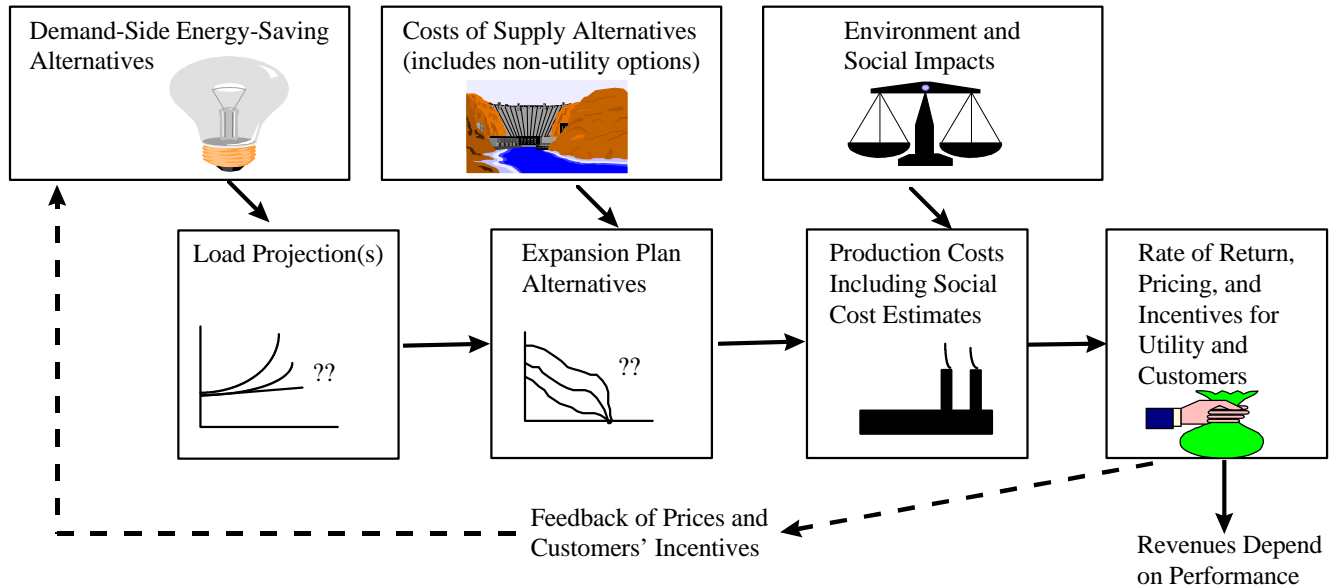 Demand-Side Energy-Saving
Alternatives
Costs of Supply Alternatives
(includes non-utility options)
Environment and
Social Impacts
Load Projection(s)
??
Expansion Plan
Alternatives
??
Production Costs
Including Social
Cost Estimates
Rate of Return,
Pricing, and
Incentives for
Utility and
Customers
Feedback of Prices and
Customers’ Incentives
Revenues Depend
on Performance